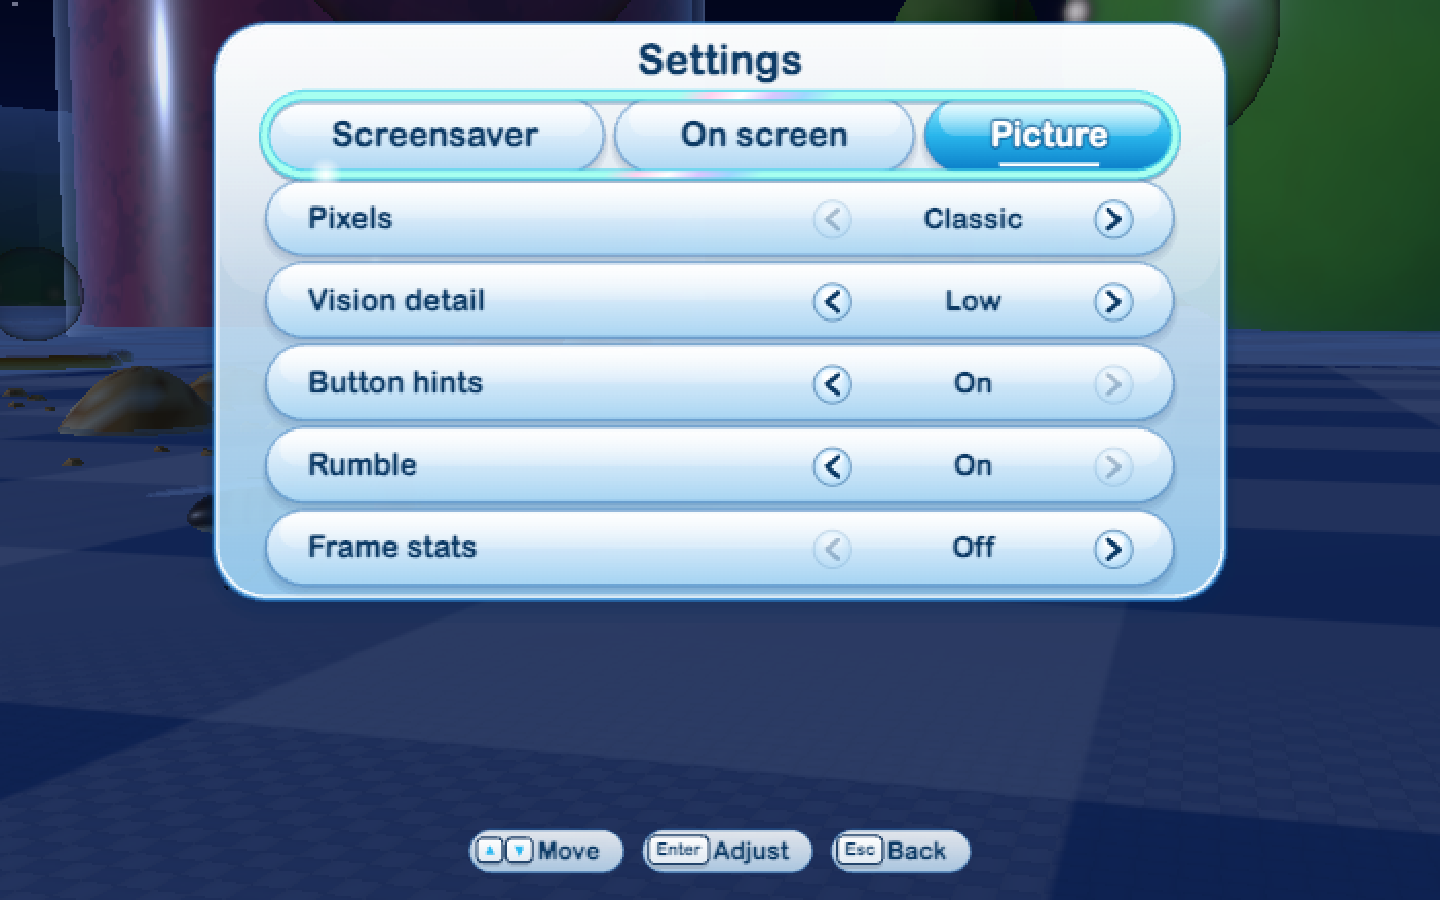 Settings
Screensaver On screen Picture
Pixels Classic
Vision detail Low
Button hints On
Rumble On
Frame stats Off
Move Enter Adjust Esc Back